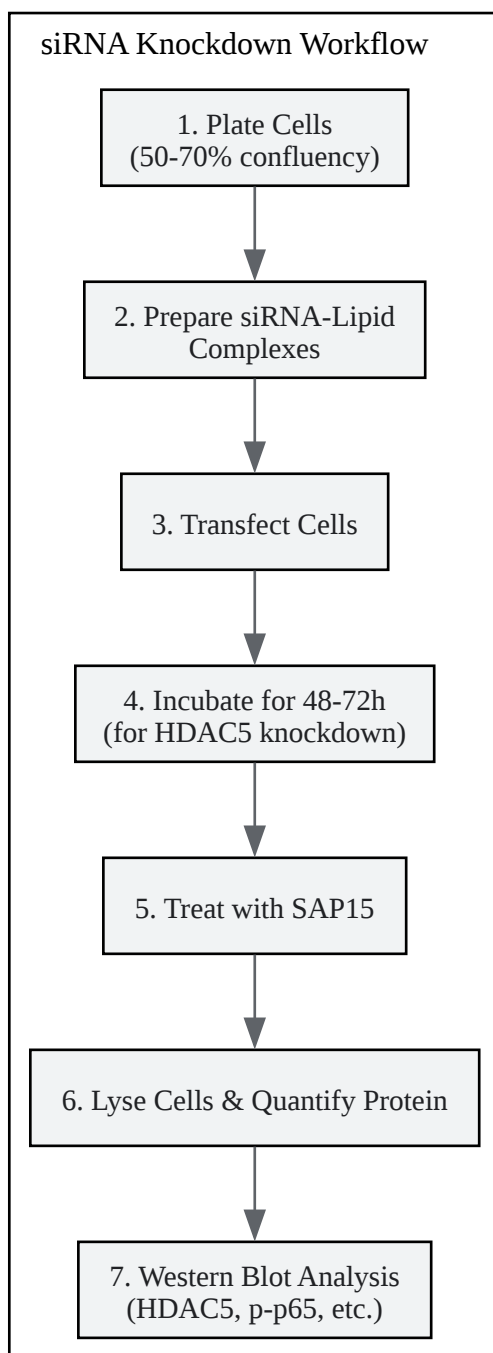 siRNA Knockdown Workflow
1. Plate Cells
(50-70% confluency)
2. Prepare siRNA-Lipid
Complexes
3. Transfect Cells
4. Incubate for 48-72h
(for HDAC5 knockdown)
5. Treat with SAP15
6. Lyse Cells & Quantify Protein
7. Western Blot Analysis
(HDAC5, p-p65, etc.)